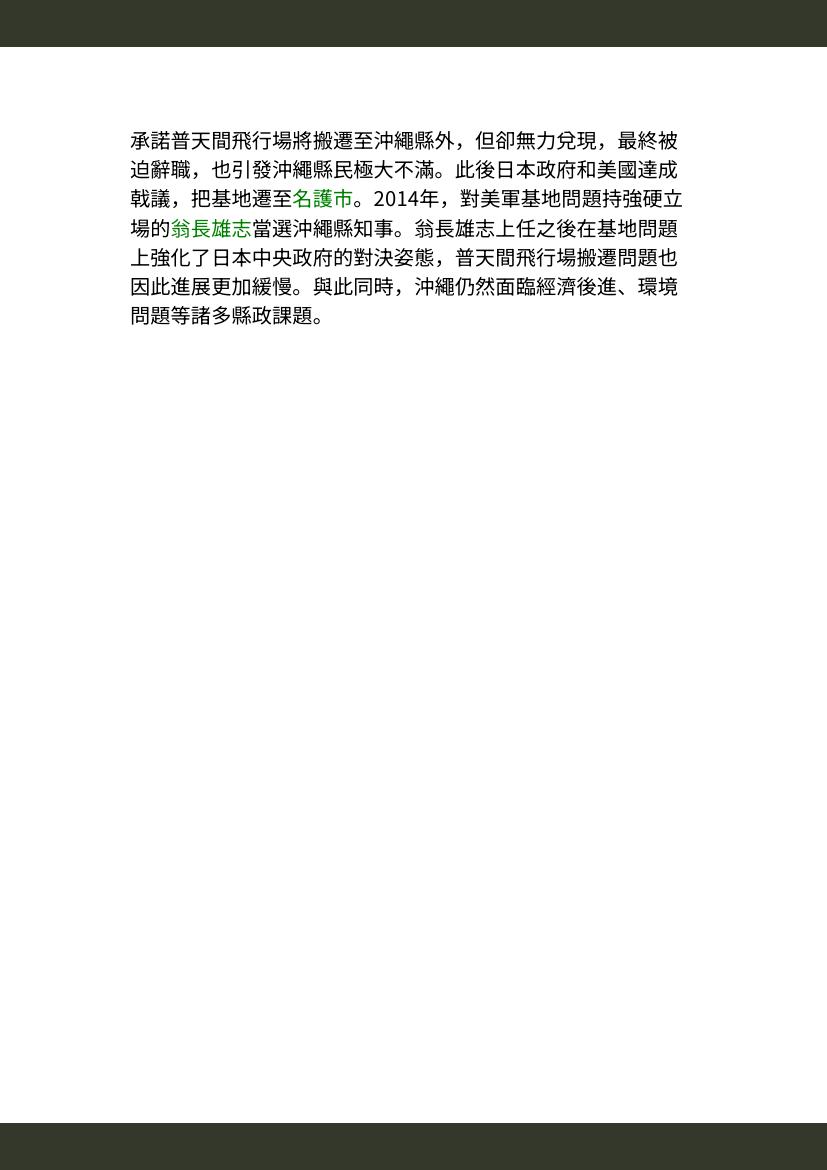 承諾普天間飛行場將搬遷至沖繩縣外，但卻無力兌現，最終被
迫辭職，也引發沖繩縣民極大不滿。此後日本政府和美國達成
戟議，把基地遷至名護市。2014年，對美軍基地問題持強硬立
場的翁長雄志當選沖繩縣知事。翁長雄志上任之後在基地問題
上強化了日本中央政府的對決姿態，普天間飛行場搬遷問題也
因此進展更加緩慢。與此同時，沖繩仍然面臨經濟後進、環境
問題等諸多縣政課題。